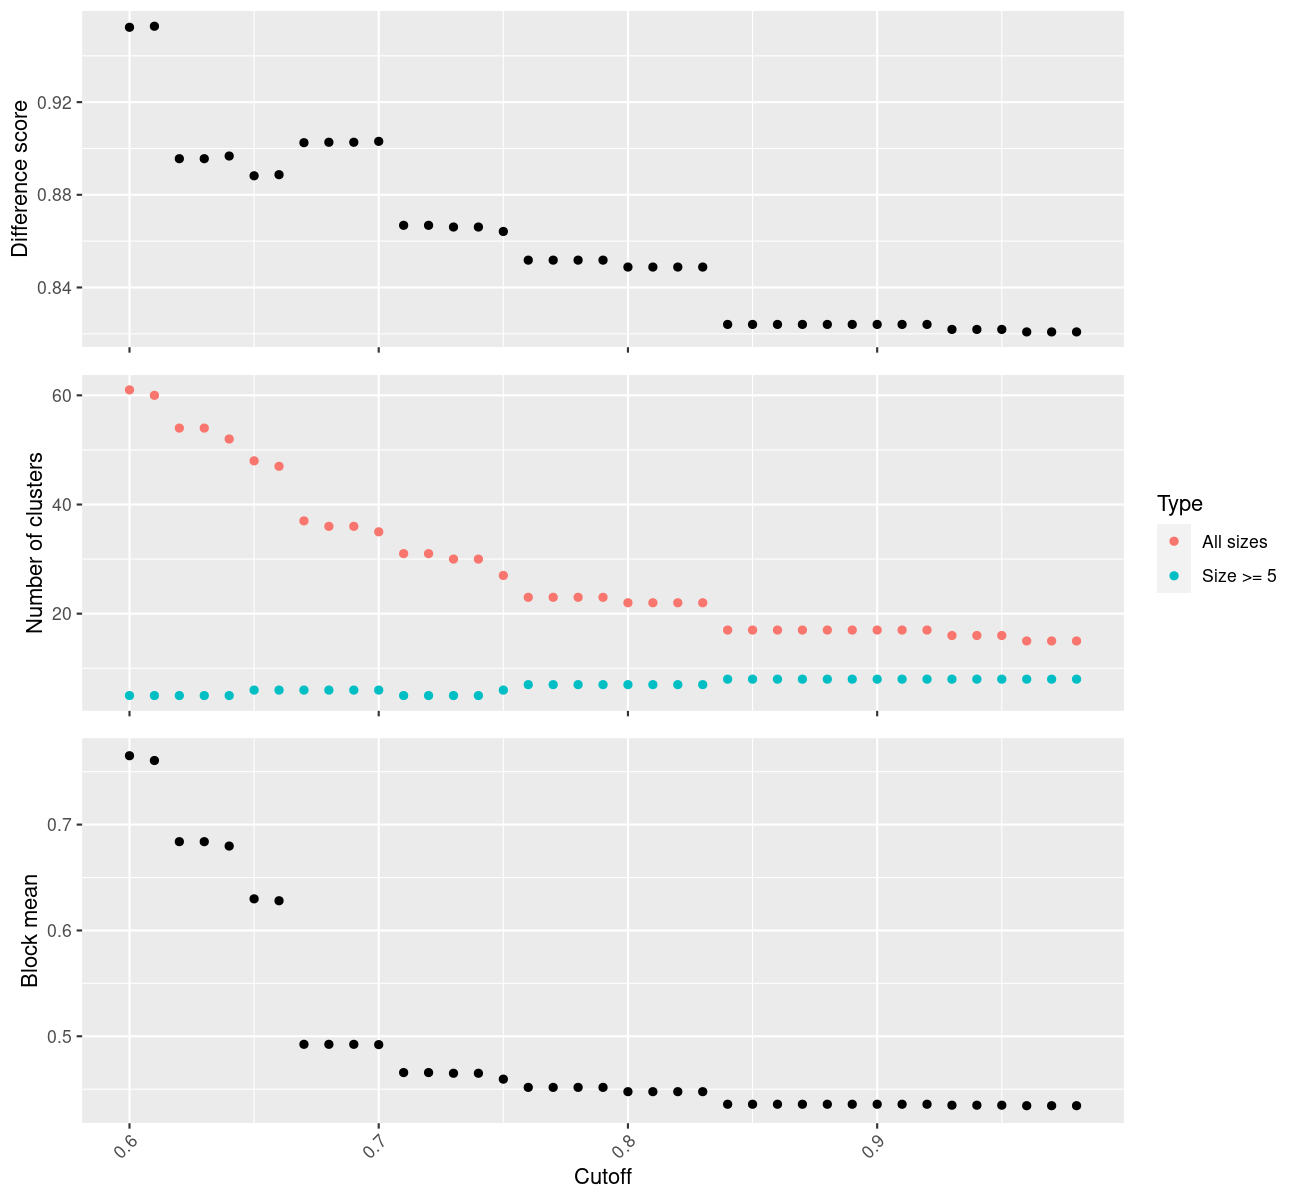 Difference score
0.92
0.88
0.84
Number of clusters
60
40
20
Type
All sizes
Size >= 5
Block mean
0.7
0.6
0.5
0.6
0.7
0.8
0.9
Cutoff